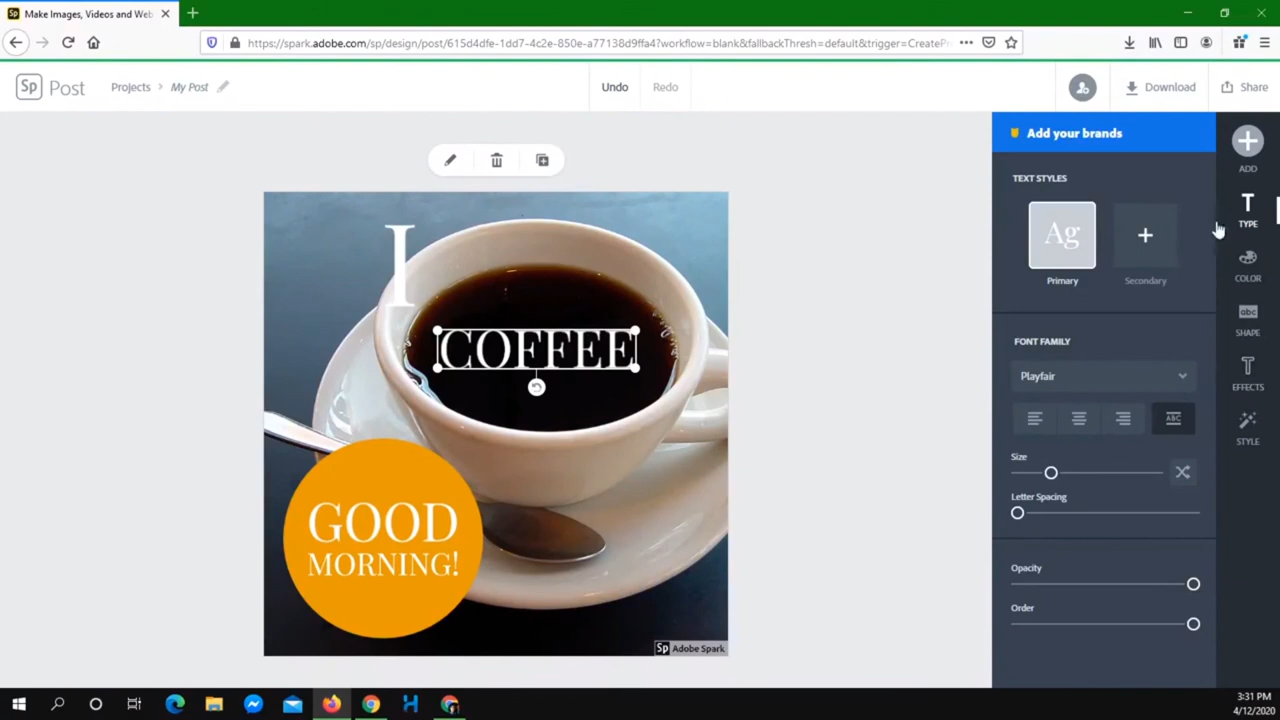 Make Images, Videos and Web
https://spark.adobe.com/sp/design/post/615d4dfe-1dd7-4c2e-850e-a77138d9ffa4?workflow=blank&fallbackThresh=default&trigger=CreatePr
Sp Post
Projects > My Post
Undo
Redo
Download
Share
Add your brands
TEXT STYLES
Ag
Primary
Secondary
FONT FAMILY
Playfair
ABC
Size
Letter Spacing
Opacity
Order
ADD
T
TYPE
COLOR
abc
SHAPE
T
EFFECTS
STYLE
I
COFFEE
GOOD
MORNING!
Sp Adobe Spark
3:31 PM
4/12/2020